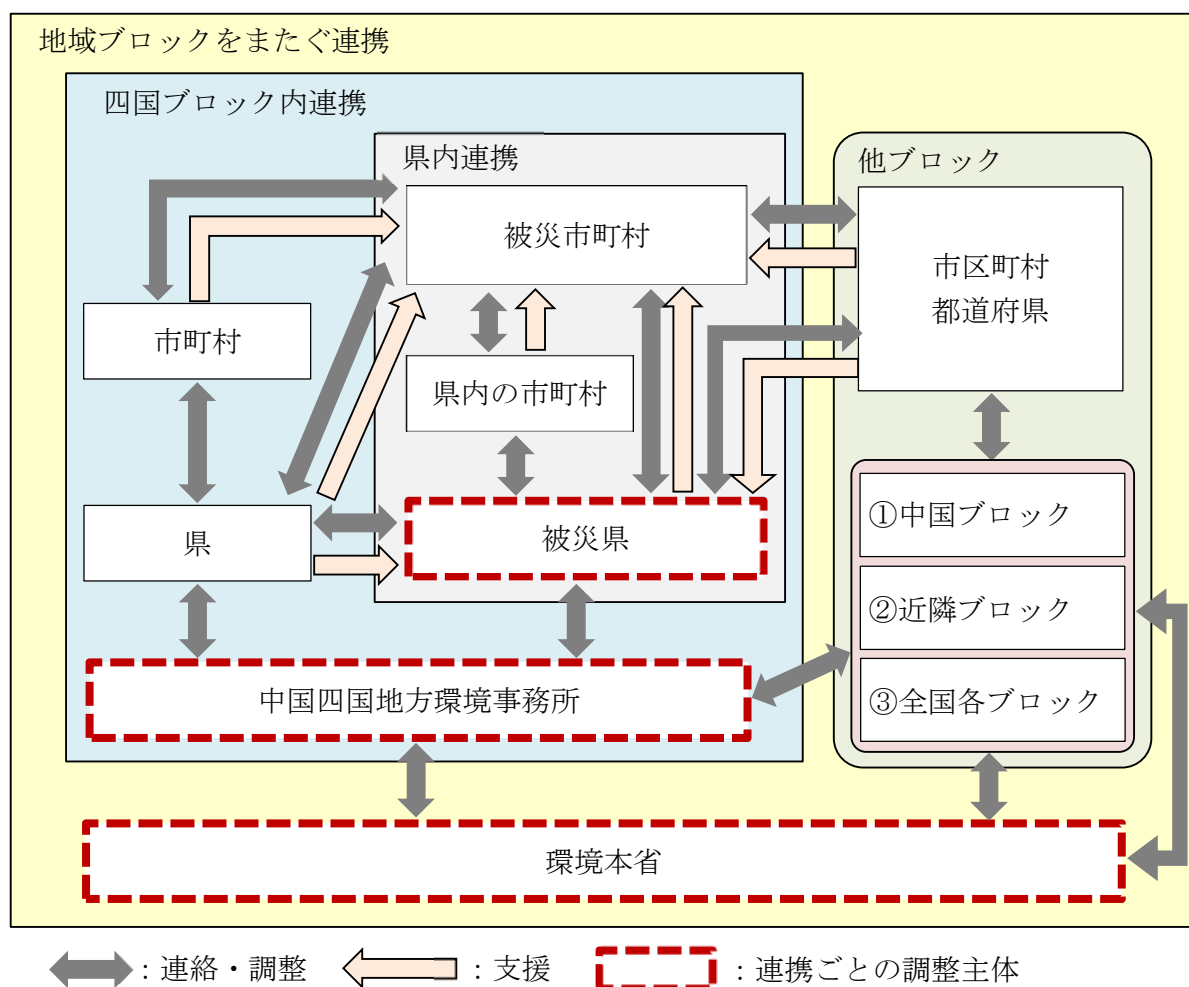 地域ブロックをまたぐ連携
四国ブロック内連携
県内連携
他ブロック
被災市町村
市区町村
都道府県
市町村
県内の市町村
①中国ブロック
県
被災県
②近隣ブロック
中国四国地方環境事務所
③全国各ブロック
環境本省
：連絡・調整
：支援
：連携ごとの調整主体